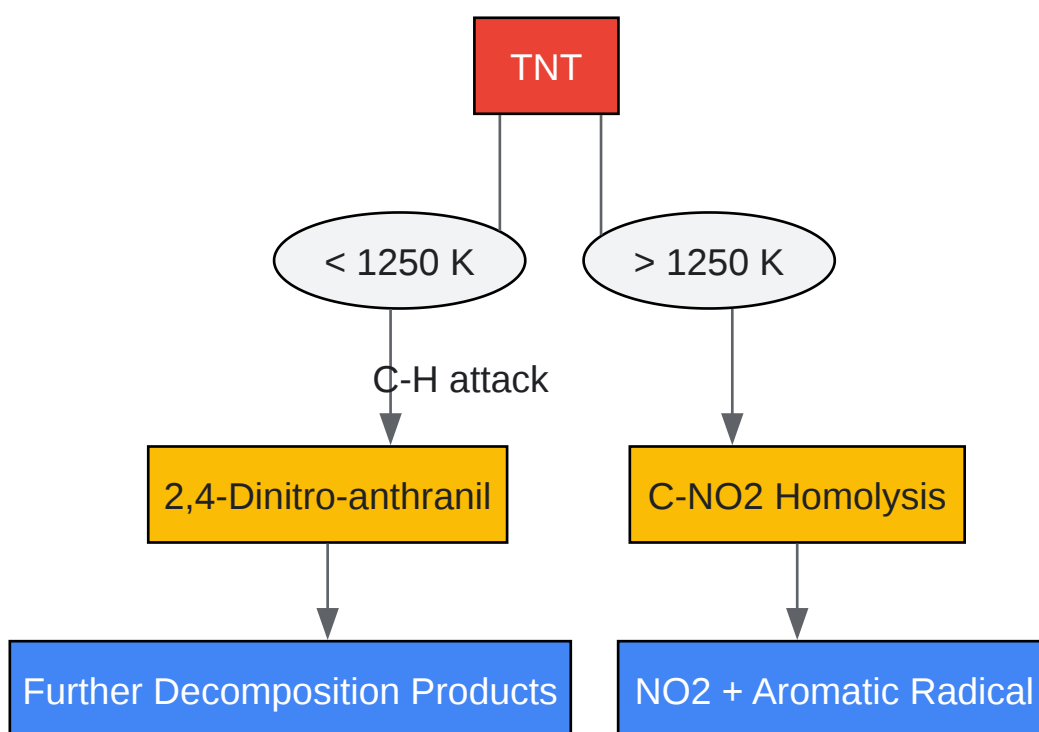 TNT
< 1250 K
> 1250 K
C-H attack
2,4-Dinitro-anthranil
C-NO2 Homolysis
Further Decomposition Products
NO2 + Aromatic Radical